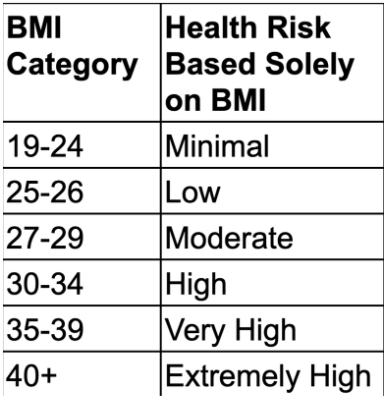 BMI Category Health Risk Based Solely on BMI
19-24 Minimal
25-26 Low
27-29 Moderate
30-34 High
35-39 Very High
40+ Extremely High